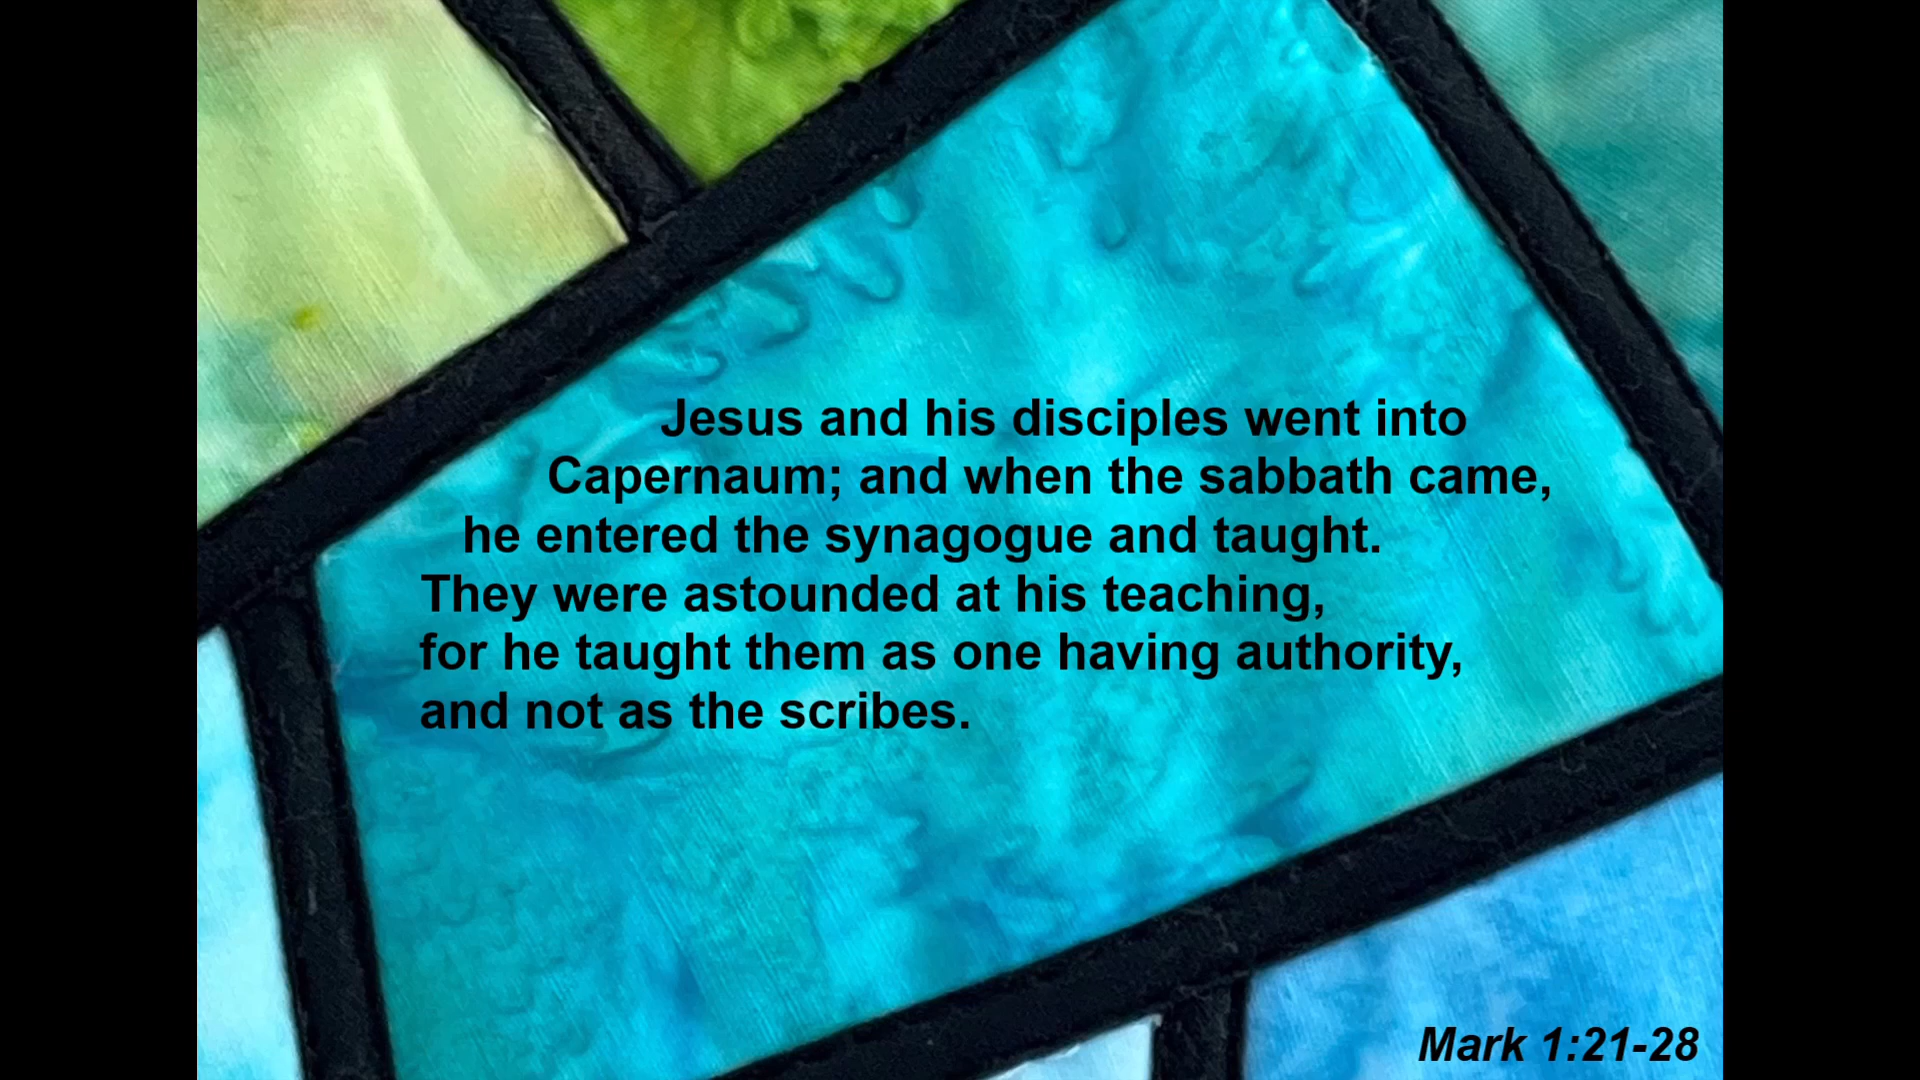 Jesus and his disciples went into
Capernaum; and when the sabbath came,
he entered the synagogue and taught.
They were astounded at his teaching,
for he taught them as one having authority,
and not as the scribes.
Mark 1:21-28